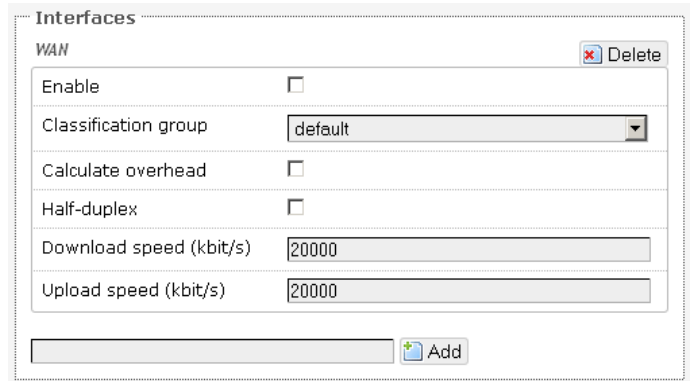 Interfaces
WAN
Delete
Enable
Classification group default
Calculate overhead
Half-duplex
Download speed (kbit/s) 20000
Upload speed (kbit/s) 20000
Add